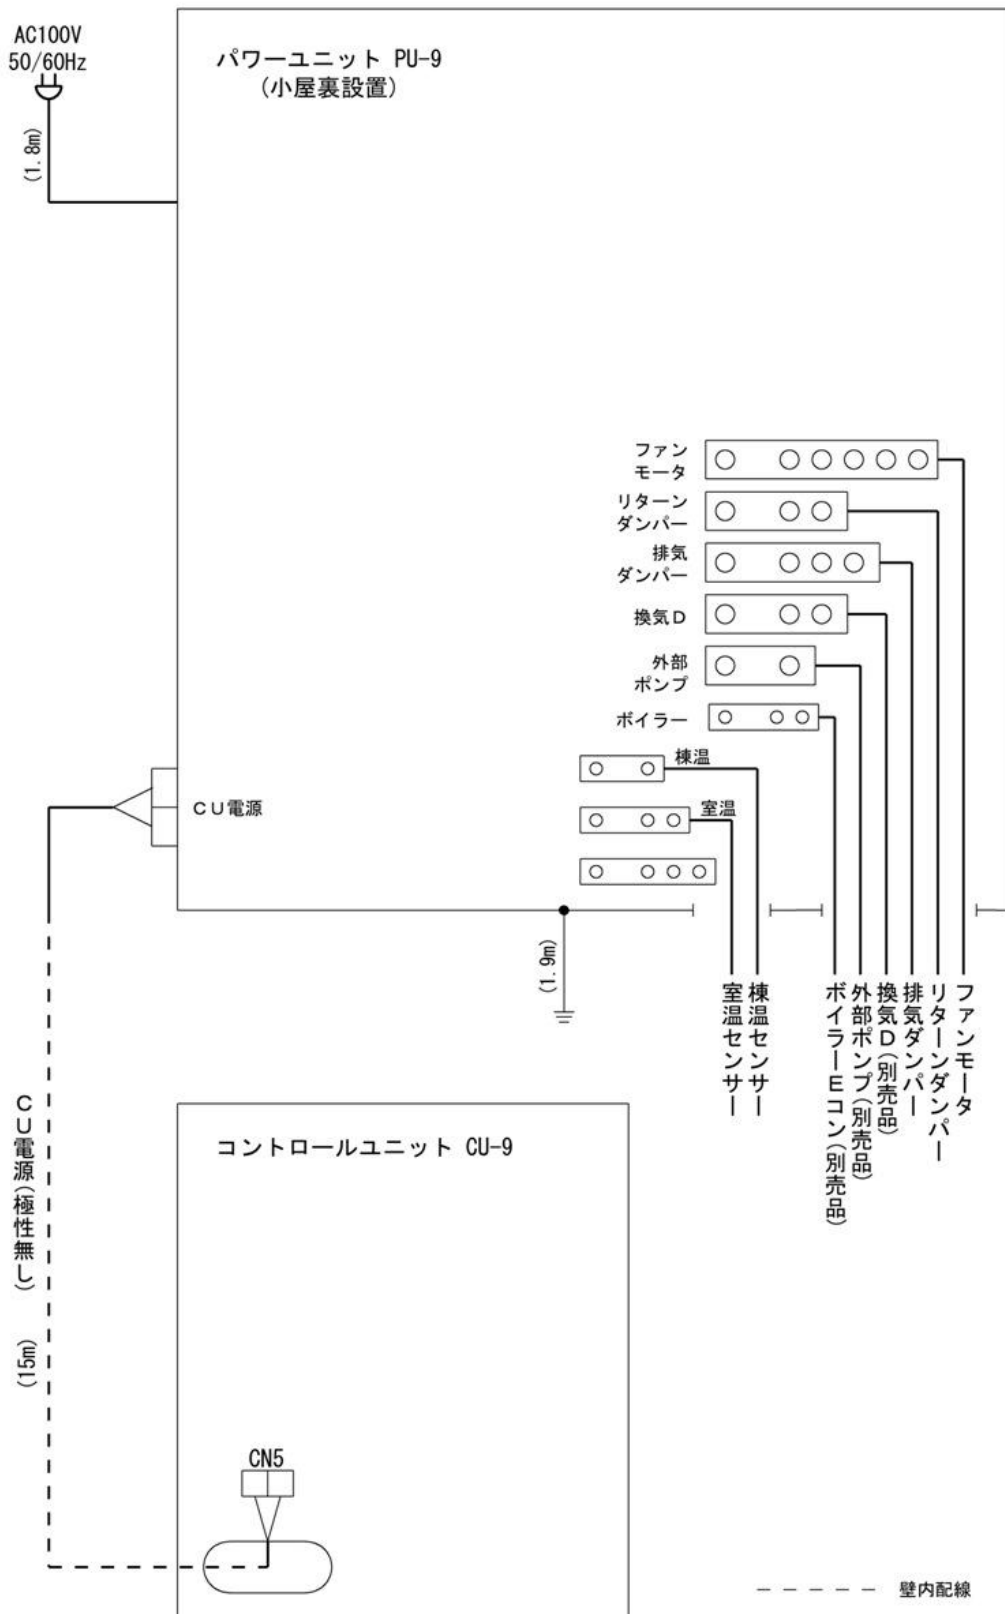 AC100V
50/60Hz
(1.8m)
パワーユニット PU-9
(小屋裏設置)
ファン
モータ
リターン
ダンパー
排気
ダンパー
換気D
外部
ポンプ
ボイラー
棟温
室温
CU電源
(1.9m)
室温センサー
棟温センサー
ボイラーEコン(別売品)
外部ポンプ(別売品)
換気D(別売品)
排気ダンパー
リターンダンパー
ファンモータ
CU電源(極性無し)
(15m)
コントロールユニット CU-9
CN5
壁内配線